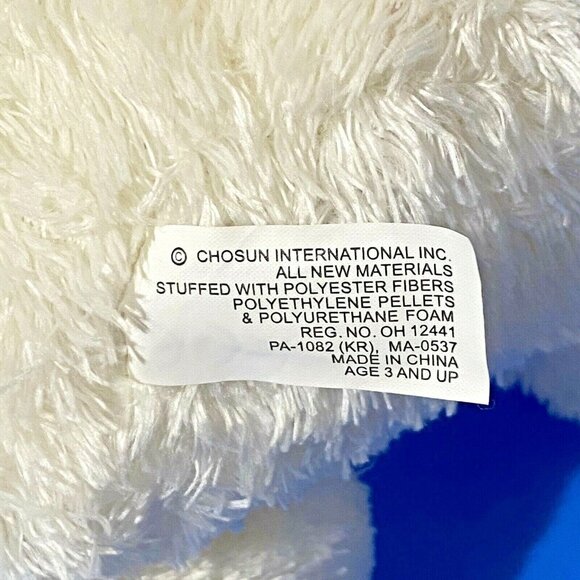 © CHOSUN INTERNATIONAL INC.
ALL NEW MATERIALS
STUFFED WITH POLYESTER FIBERS
POLYETHYLENE PELLETS
& POLYURETHANE FOAM
REG. NO. OH 12441
PA-1082 (KR), MA-0537
MADE IN CHINA
AGE 3 AND UP